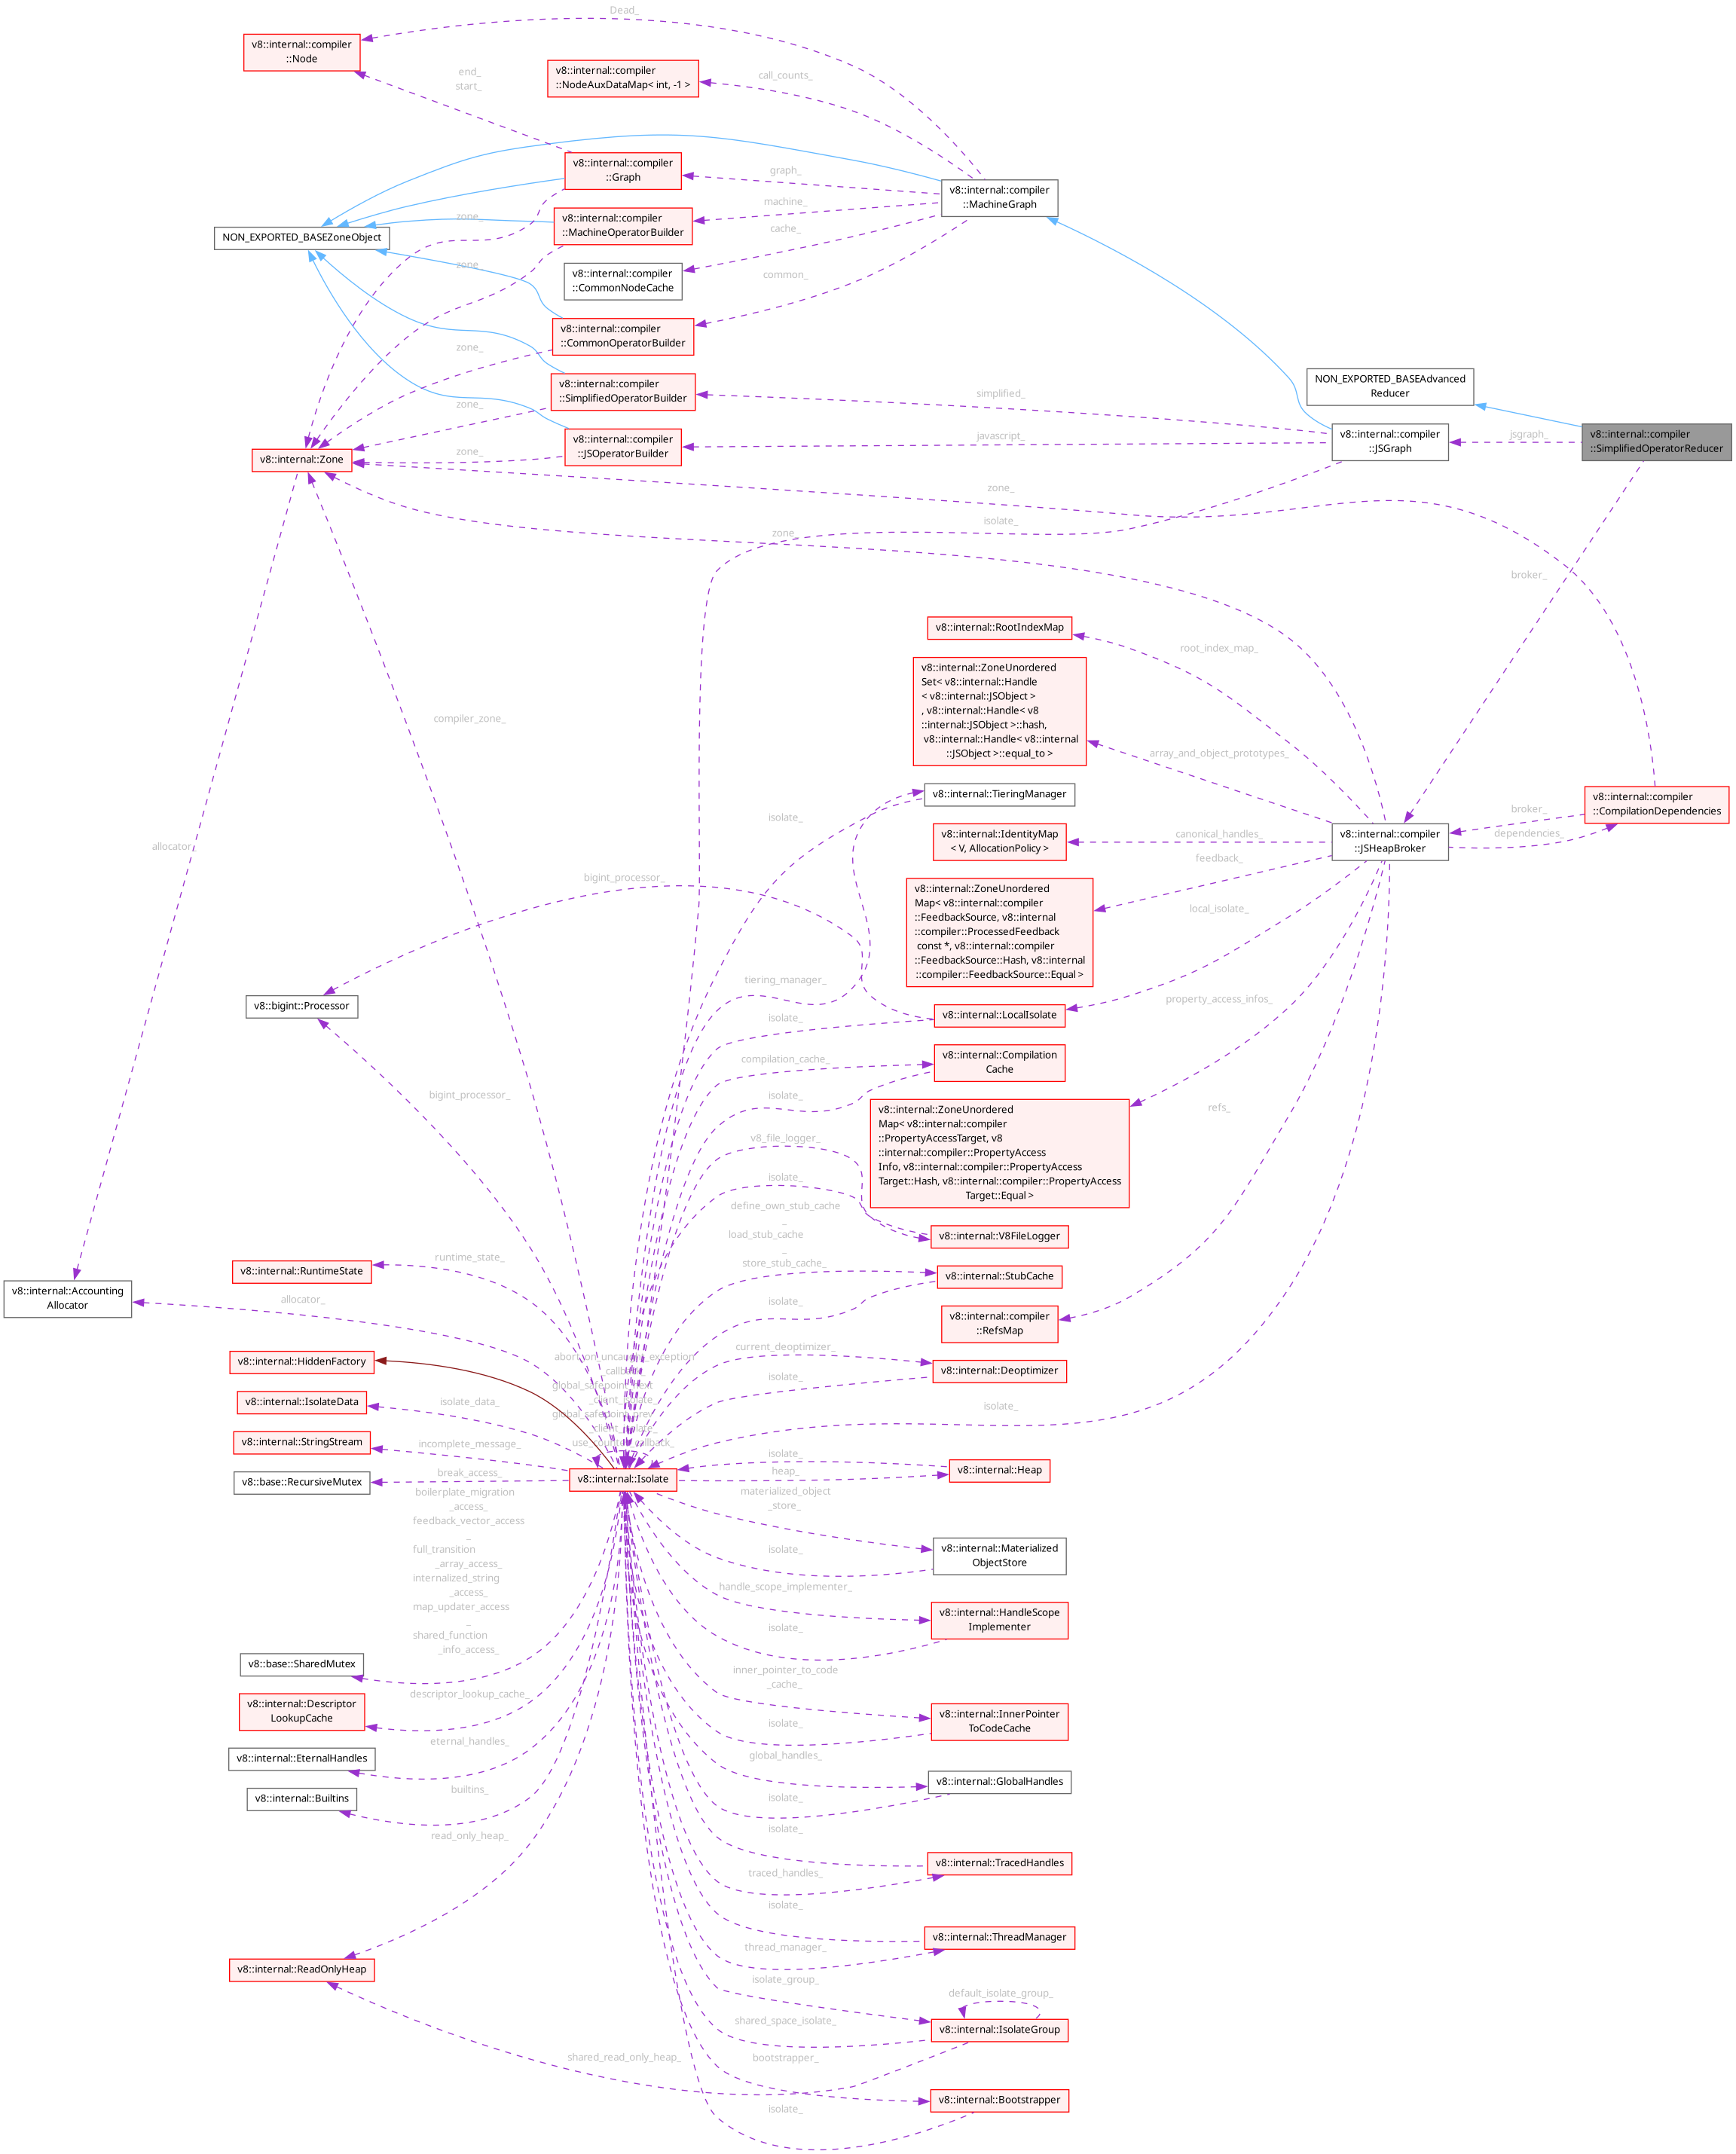 Dead_
v8::internal::compiler
::Node
v8::internal::compiler
::NodeAuxDataMap< int, -1 >
call_counts_
end_
start_
v8::internal::compiler
::Graph
graph_
v8::internal::compiler
::MachineGraph
machine_
zone_
v8::internal::compiler
::MachineOperatorBuilder
NON_EXPORTED_BASEZoneObject
cache_
zone_
v8::internal::compiler
::CommonNodeCache
common_
v8::internal::compiler
::CommonOperatorBuilder
zone_
v8::internal::compiler
::SimplifiedOperatorBuilder
simplified_
NON_EXPORTED_BASEAdvanced
Reducer
zone_
v8::internal::compiler
::JSOperatorBuilder
javascript_
v8::internal::compiler
::JSGraph
jsgraph_
v8::internal::compiler
::SimplifiedOperatorReducer
zone_
v8::internal::Zone
zone_
isolate_
zone_
broker_
v8::internal::RootIndexMap
root_index_map_
v8::internal::ZoneUnordered
Set< v8::internal::Handle
< v8::internal::JSObject >
, v8::internal::Handle< v8
::internal::JSObject >::hash,
v8::internal::Handle< v8::internal
::JSObject >::equal_to >
array_and_object_prototypes_
compiler_zone_
v8::internal::TieringManager
isolate_
v8::internal::compiler
::CompilationDependencies
broker_
dependencies_
v8::internal::IdentityMap
< V, AllocationPolicy >
canonical_handles_
v8::internal::compiler
::JSHeapBroker
allocator_
feedback_
bigint_processor_
v8::internal::ZoneUnordered
Map< v8::internal::compiler
::FeedbackSource, v8::internal
::compiler::ProcessedFeedback
const *, v8::internal::compiler
::FeedbackSource::Hash, v8::internal
::compiler::FeedbackSource::Equal >
local_isolate_
tiering_manager_
property_access_infos_
v8::bigint::Processor
v8::internal::LocalIsolate
isolate_
compilation_cache_
v8::internal::Compilation
Cache
bigint_processor_
isolate_
v8::internal::ZoneUnordered
Map< v8::internal::compiler
::PropertyAccessTarget, v8
::internal::compiler::PropertyAccess
Info, v8::internal::compiler::PropertyAccess
Target::Hash, v8::internal::compiler::PropertyAccess
Target::Equal >
refs_
v8_file_logger_
isolate_
define_own_stub_cache
_
load_stub_cache
_
store_stub_cache_
v8::internal::V8FileLogger
runtime_state_
v8::internal::RuntimeState
v8::internal::StubCache
v8::internal::Accounting
Allocator
allocator_
isolate_
v8::internal::compiler
::RefsMap
current_deoptimizer_
v8::internal::HiddenFactory
abort_on_uncaught_exception
_callback_
global_safepoint_next
_client_isolate_
global_safepoint_prev
_client_isolate_
use_counter_callback_
v8::internal::Deoptimizer
isolate_
isolate_
v8::internal::IsolateData
isolate_data_
v8::internal::StringStream
incomplete_message_
isolate_
heap_
v8::internal::Heap
v8::base::RecursiveMutex
break_access_
v8::internal::Isolate
boilerplate_migration
_access_
feedback_vector_access
_
full_transition
_array_access_
internalized_string
_access_
map_updater_access
_
shared_function
_info_access_
materialized_object
_store_
isolate_
v8::internal::Materialized
ObjectStore
handle_scope_implementer_
v8::internal::HandleScope
Implementer
isolate_
v8::base::SharedMutex
inner_pointer_to_code
_cache_
descriptor_lookup_cache_
v8::internal::Descriptor
LookupCache
v8::internal::InnerPointer
ToCodeCache
isolate_
eternal_handles_
v8::internal::EternalHandles
global_handles_
v8::internal::GlobalHandles
builtins_
v8::internal::Builtins
isolate_
isolate_
read_only_heap_
v8::internal::TracedHandles
traced_handles_
isolate_
v8::internal::ThreadManager
thread_manager_
v8::internal::ReadOnlyHeap
isolate_group_
default_isolate_group_
shared_space_isolate_
v8::internal::IsolateGroup
shared_read_only_heap_
bootstrapper_
v8::internal::Bootstrapper
isolate_